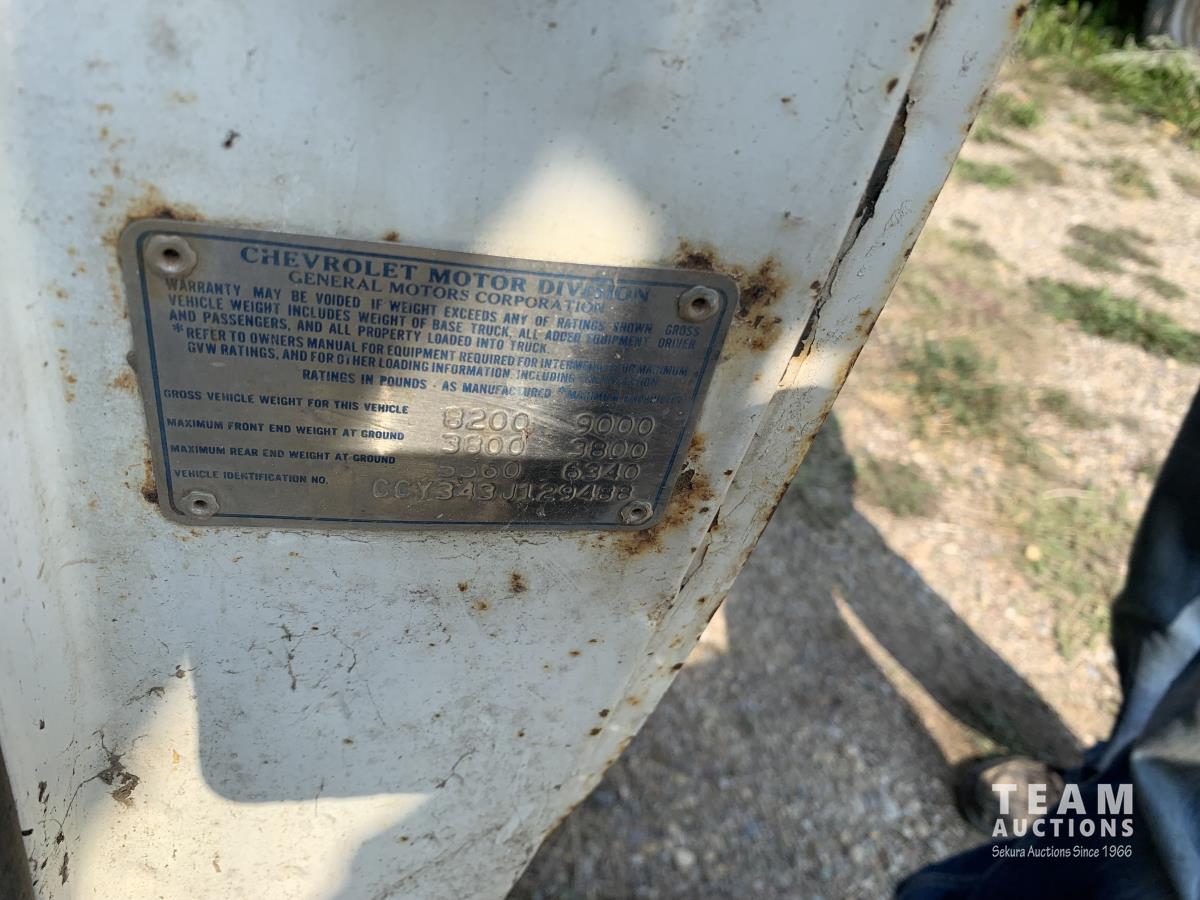 CHEVROLET MOTOR DIVISION
GENERAL MOTORS CORPORATION
WARRANTY MAY BE VOIDED IF WEIGHT EXCEEDS ANY OF RATINGS SHOWN GROSS
VEHICLE WEIGHT INCLUDES WEIGHT OF BASE TRUCK, ALL ADDED EQUIPMENT DRIVER
AND PASSENGERS, AND ALL PROPERTY LOADED INTO TRUCK.
*REFER TO OWNERS MANUAL FOR EQUIPMENT REQUIRED FOR INTERMEDIATE OR MAXIMUM
GVW RATINGS, AND FOR OTHER LOADING INFORMATION INCLUDING
RATINGS IN POUNDS - AS MANUFACTURED *MAXIMUM
GROSS VEHICLE WEIGHT FOR THIS VEHICLE 8200 9000
MAXIMUM FRONT END WEIGHT AT GROUND 3800 3800
MAXIMUM REAR END WEIGHT AT GROUND 5360 6340
VEHICLE IDENTIFICATION NO. CCY343J129488
TEAM
AUCTIONS
Sekura Auctions Since 1966